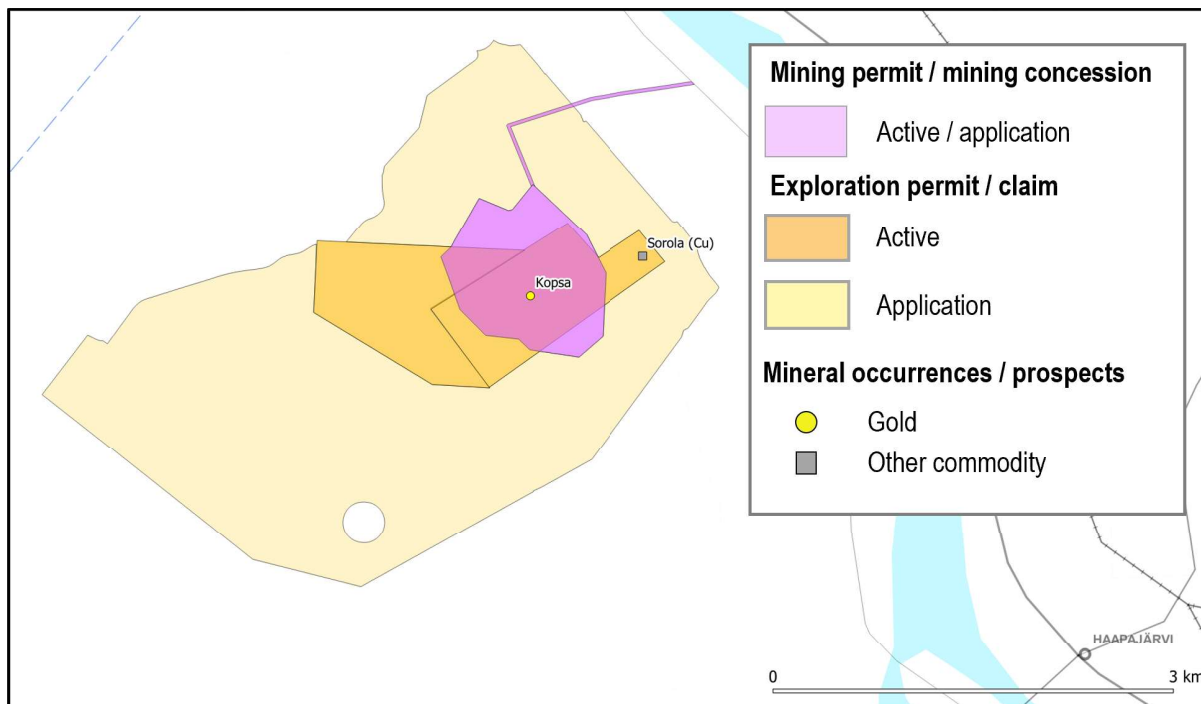 Mining permit / mining concession
Active / application
Exploration permit / claim
Active
Application
Mineral occurrences / prospects
Gold
Other commodity
Sorola (Cu)
Kopsa
HAAPAJÄRVI
0 3 km